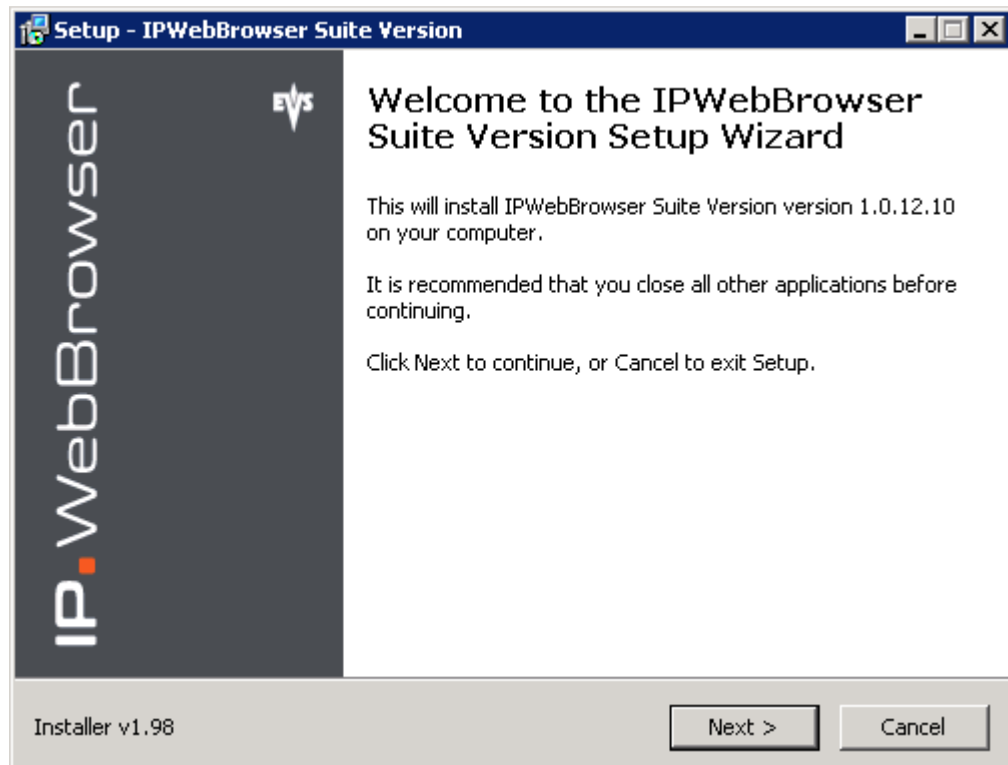 Setup - IPWebBrowser Suite Version
IP.WebBrowser
EVS
Welcome to the IPWebBrowser
Suite Version Setup Wizard
This will install IPWebBrowser Suite Version version 1.0.12.10
on your computer.
It is recommended that you close all other applications before
continuing.
Click Next to continue, or Cancel to exit Setup.
Installer v1.98
Next >
Cancel